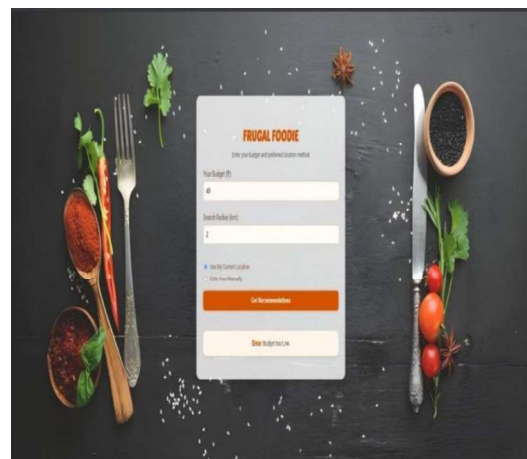 FRUGAL FOODIE
Enter your budget and preferred location method
Your Budget (₹):
45
Search Radius (km):
2
Use My Current Location
Enter Area Manually
Get Recommendations
Error: Budget too Low